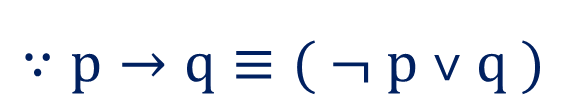 ∵ p → q ≡ ( ¬ p ∨ q )